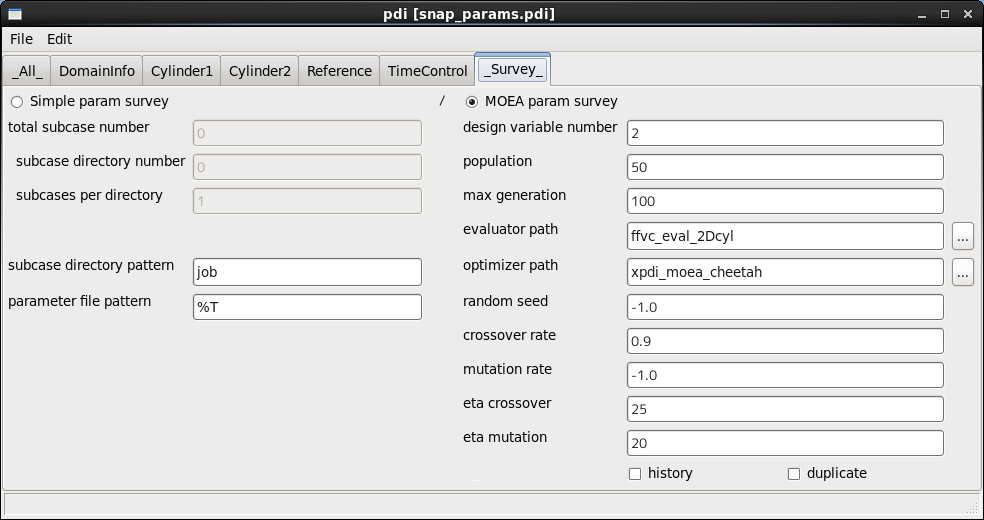 pdi [snap_params.pdi]
File Edit
_All_ DomainInfo Cylinder1 Cylinder2 Reference TimeControl _Survey_
Simple param survey / MOEA param survey
total subcase number 0 design variable number 2
subcase directory number 0 population 50
subcases per directory 1 max generation 100
evaluator path ffvc_eval_2Dcyl ...
subcase directory pattern job optimizer path xpdi_moea_cheetah ...
parameter file pattern %T random seed -1.0
crossover rate 0.9
mutation rate -1.0
eta crossover 25
eta mutation 20
history duplicate